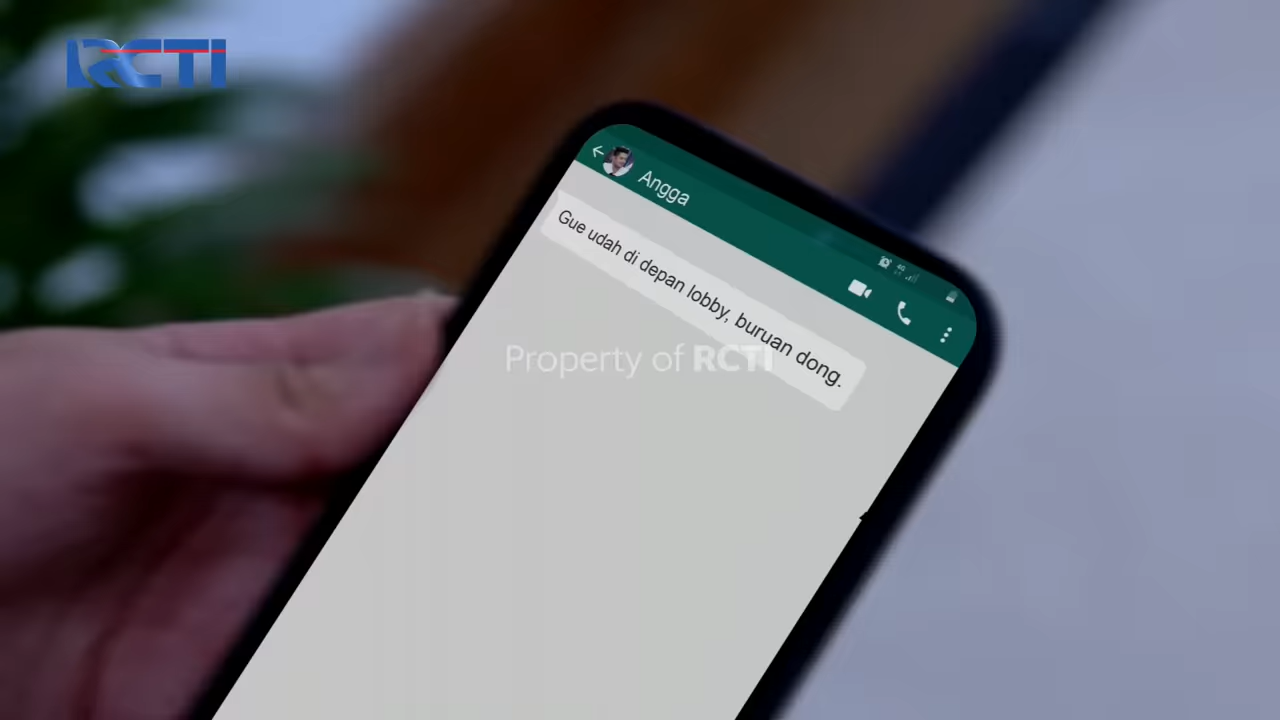 RCTI
Angga
Gue udah di depan lobby, buruan dong.
Property of RCTI